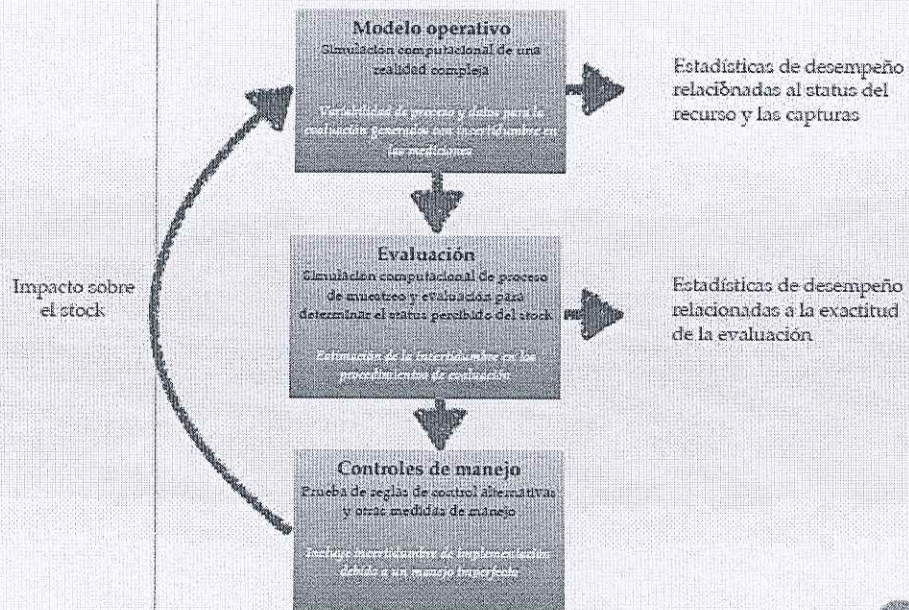 Modelo operativo
Simulación computacional de una
realidad compleja
Variabilidad de proceso y datos para la
evaluación generados con incertidumbre en
las mediciones
Estadísticas de desempeño
relacionadas al status del
recurso y las capturas
Evaluación
Simulación computacional de proceso
de muestreo y evaluación para
determinar el status percibido del stock
Estimación de la incertidumbre en los
procedimientos de evaluación
Impacto sobre
el stock
Estadísticas de desempeño
relacionadas a la exactitud
de la evaluación
Controles de manejo
Prueba de reglas de control alternativas
y otras medidas de manejo
Incluye incertidumbre de implementación
debido a un manejo imperfecto